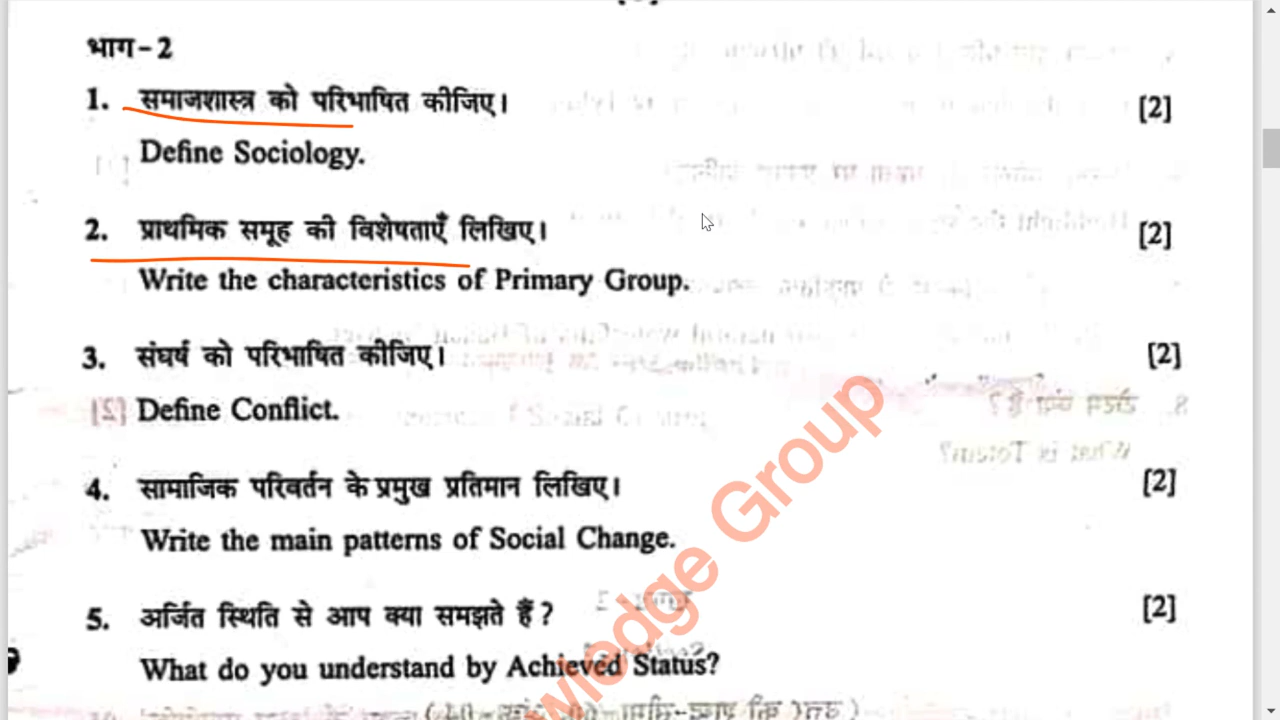 भाग-2
1. समाजशास्त्र को परिभाषित कीजिए। [2]
Define Sociology.
2. प्राथमिक समूह की विशेषताएँ लिखिए। [2]
Write the characteristics of Primary Group.
3. संघर्ष को परिभाषित कीजिए। [2]
Define Conflict.
4. सामाजिक परिवर्तन के प्रमुख प्रतिमान लिखिए। [2]
Write the main patterns of Social Change.
5. अर्जित स्थिति से आप क्या समझते हैं? [2]
What do you understand by Achieved Status?
Group